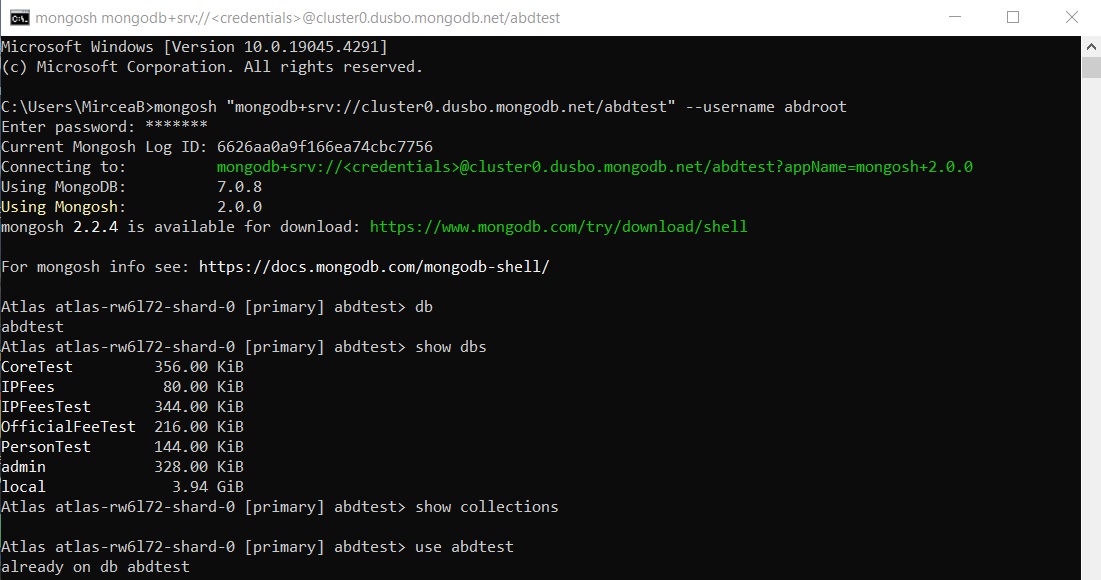 mongosh mongodb+srv://<credentials>@cluster0.dusbo.mongodb.net/abdtest
Microsoft Windows [Version 10.0.19045.4291]
(c) Microsoft Corporation. All rights reserved.
C:\Users\MirceaB>mongosh "mongodb+srv://cluster0.dusbo.mongodb.net/abdtest" --username abdroot
Enter password: *******
Current Mongosh Log ID: 6626aa0a9f166ea74cbc7756
Connecting to:          mongodb+srv://<credentials>@cluster0.dusbo.mongodb.net/abdtest?appName=mongosh+2.0.0
Using MongoDB:          7.0.8
Using Mongosh:          2.0.0
mongosh 2.2.4 is available for download: https://www.mongodb.com/try/download/shell
For mongosh info see: https://docs.mongodb.com/mongodb-shell/
Atlas atlas-rw6l72-shard-0 [primary] abdtest> db
abdtest
Atlas atlas-rw6l72-shard-0 [primary] abdtest> show dbs
CoreTest         356.00 KiB
IPFees            80.00 KiB
IPFeesTest       344.00 KiB
OfficialFeeTest  216.00 KiB
PersonTest       144.00 KiB
admin            328.00 KiB
local              3.94 GiB
Atlas atlas-rw6l72-shard-0 [primary] abdtest> show collections
Atlas atlas-rw6l72-shard-0 [primary] abdtest> use abdtest
already on db abdtest